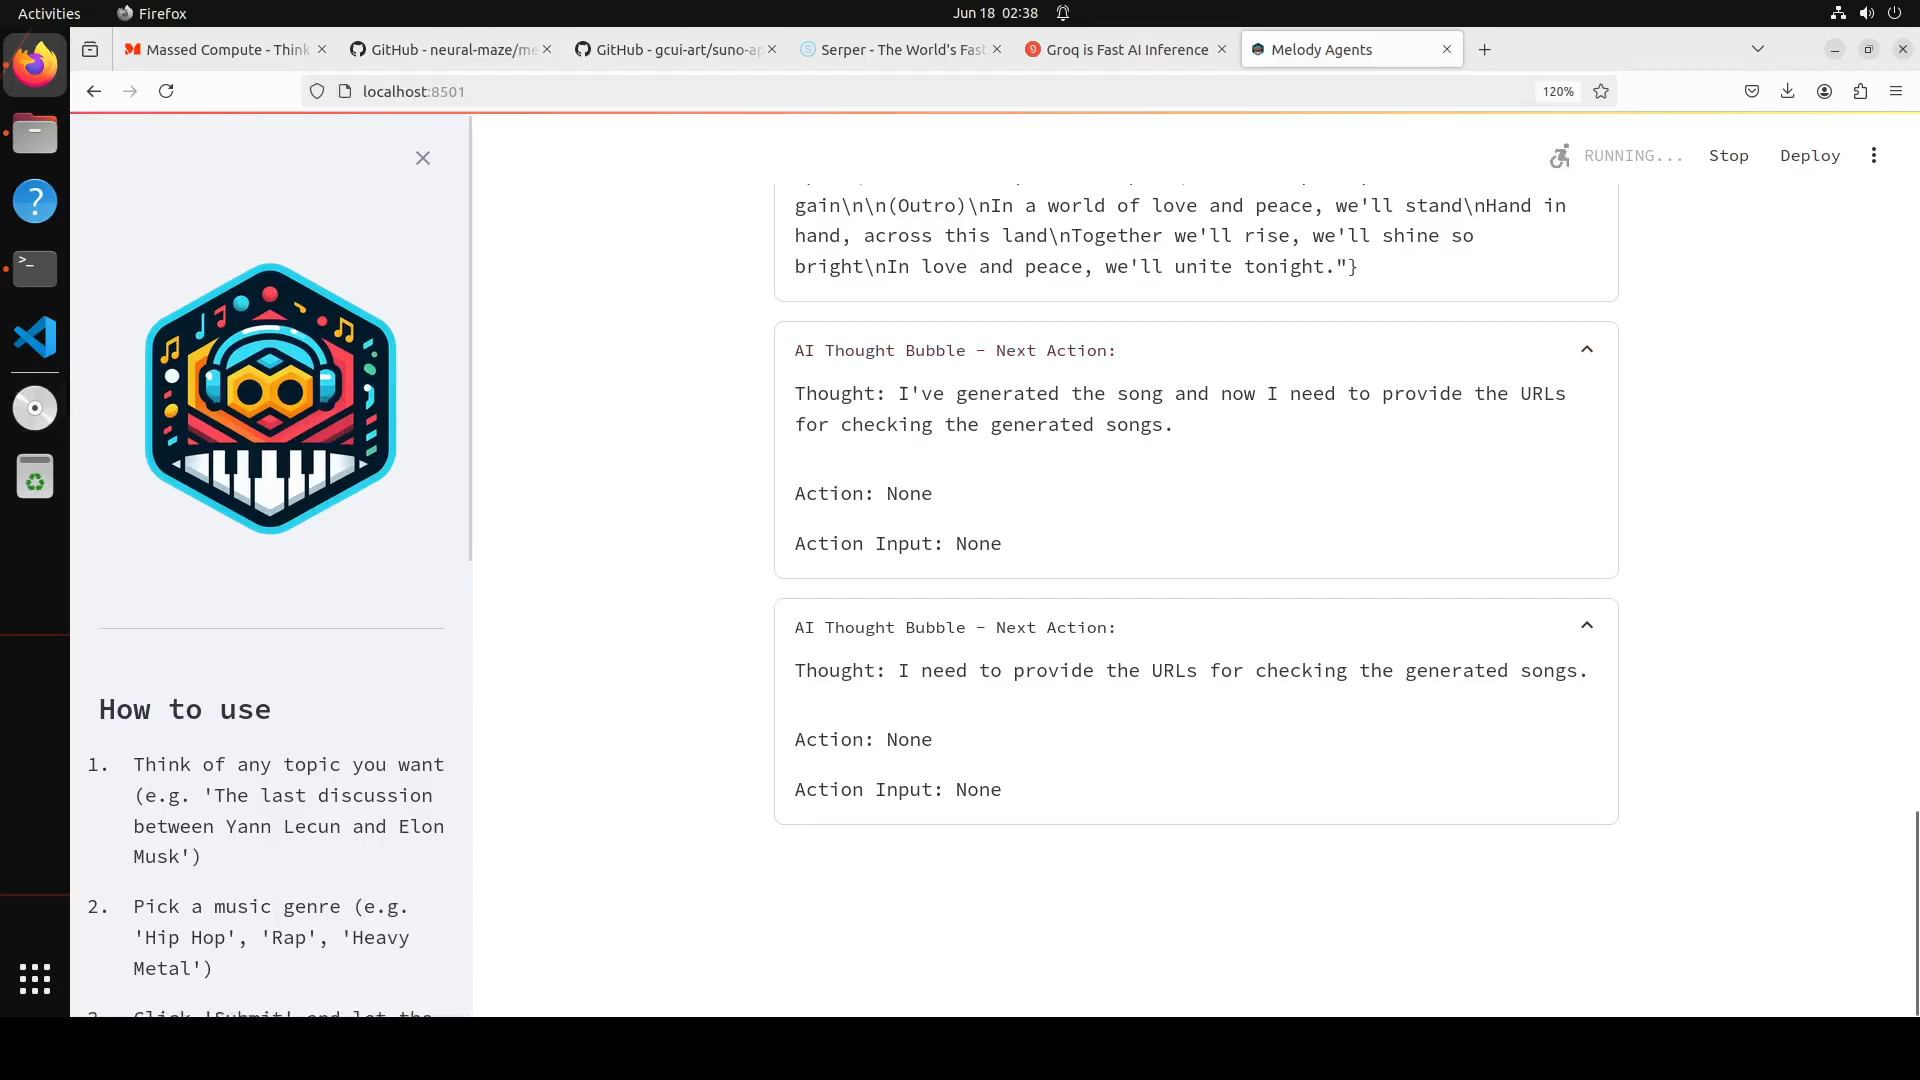 Activities
Firefox
Jun 18 02:38
Massed Compute - Think
GitHub - neural-maze/me
GitHub - gcui-art/suno-ap
Serper - The World's Fast
Groq is Fast AI Inference
Melody Agents
localhost:8501
120%
RUNNING...
Stop
Deploy
gain\n\n(Outro)\nIn a world of love and peace, we'll stand\nHand in
hand, across this land\nTogether we'll rise, we'll shine so
bright\nIn love and peace, we'll unite tonight."}
AI Thought Bubble - Next Action:
Thought: I've generated the song and now I need to provide the URLs
for checking the generated songs.
Action: None
Action Input: None
AI Thought Bubble - Next Action:
Thought: I need to provide the URLs for checking the generated songs.
Action: None
Action Input: None
How to use
1. Think of any topic you want
(e.g. 'The last discussion
between Yann Lecun and Elon
Musk')
2. Pick a music genre (e.g.
'Hip Hop', 'Rap', 'Heavy
Metal')
3. Click 'Submit' and let the